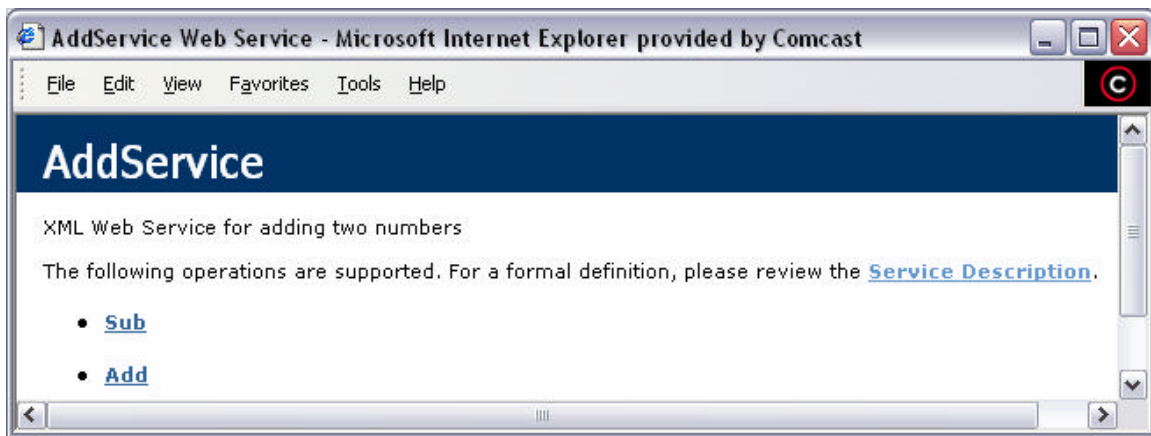 AddService Web Service - Microsoft Internet Explorer provided by Comcast
File Edit View Favorites Tools Help
C
AddService
XML Web Service for adding two numbers
The following operations are supported. For a formal definition, please review the Service Description.
• Sub
• Add